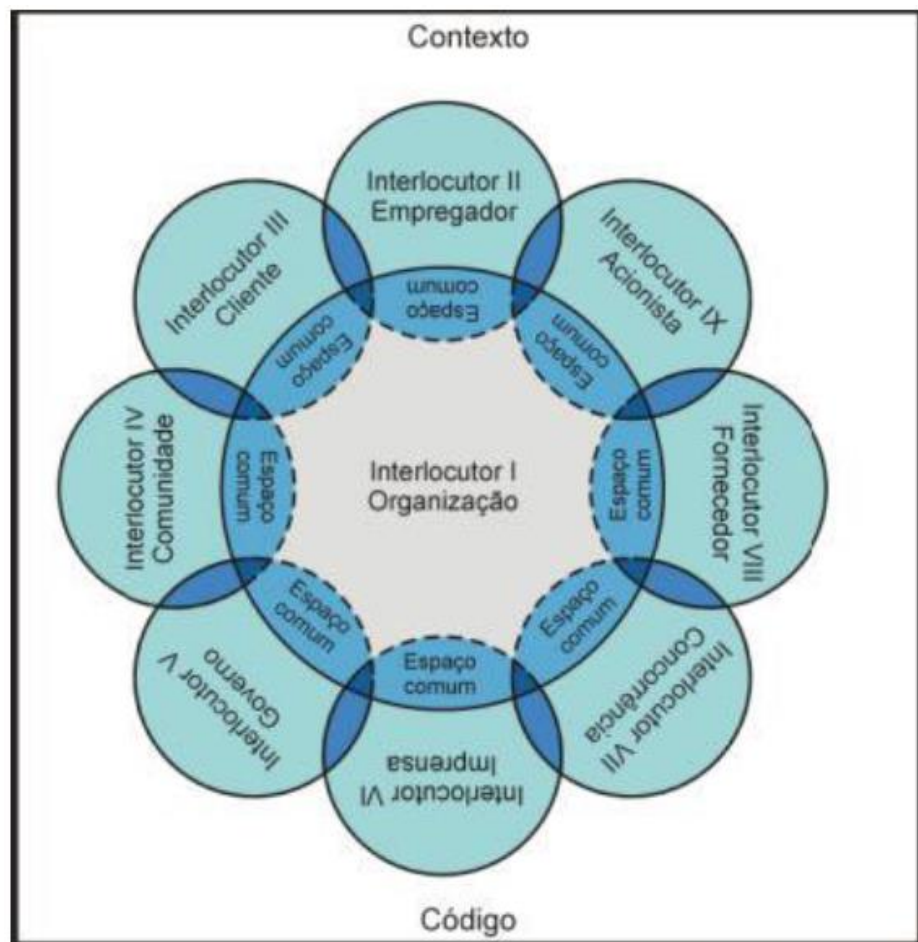 Contexto
Interlocutor II
Empregador
Interlocutor III
Cliente
Interlocutor IX
Acionista
Espaço
comum
Espaço
comum
Espaço
comum
Interlocutor IV
Comunidade
Espaço
comum
Interlocutor I
Organização
Espaço
comum
Interlocutor VIII
Fornecedor
Espaço
comum
Espaço
comum
Espaço
comum
Interlocutor V
Governo
Interlocutor VI
Imprensa
Interlocutor VII
Concorrência
Código